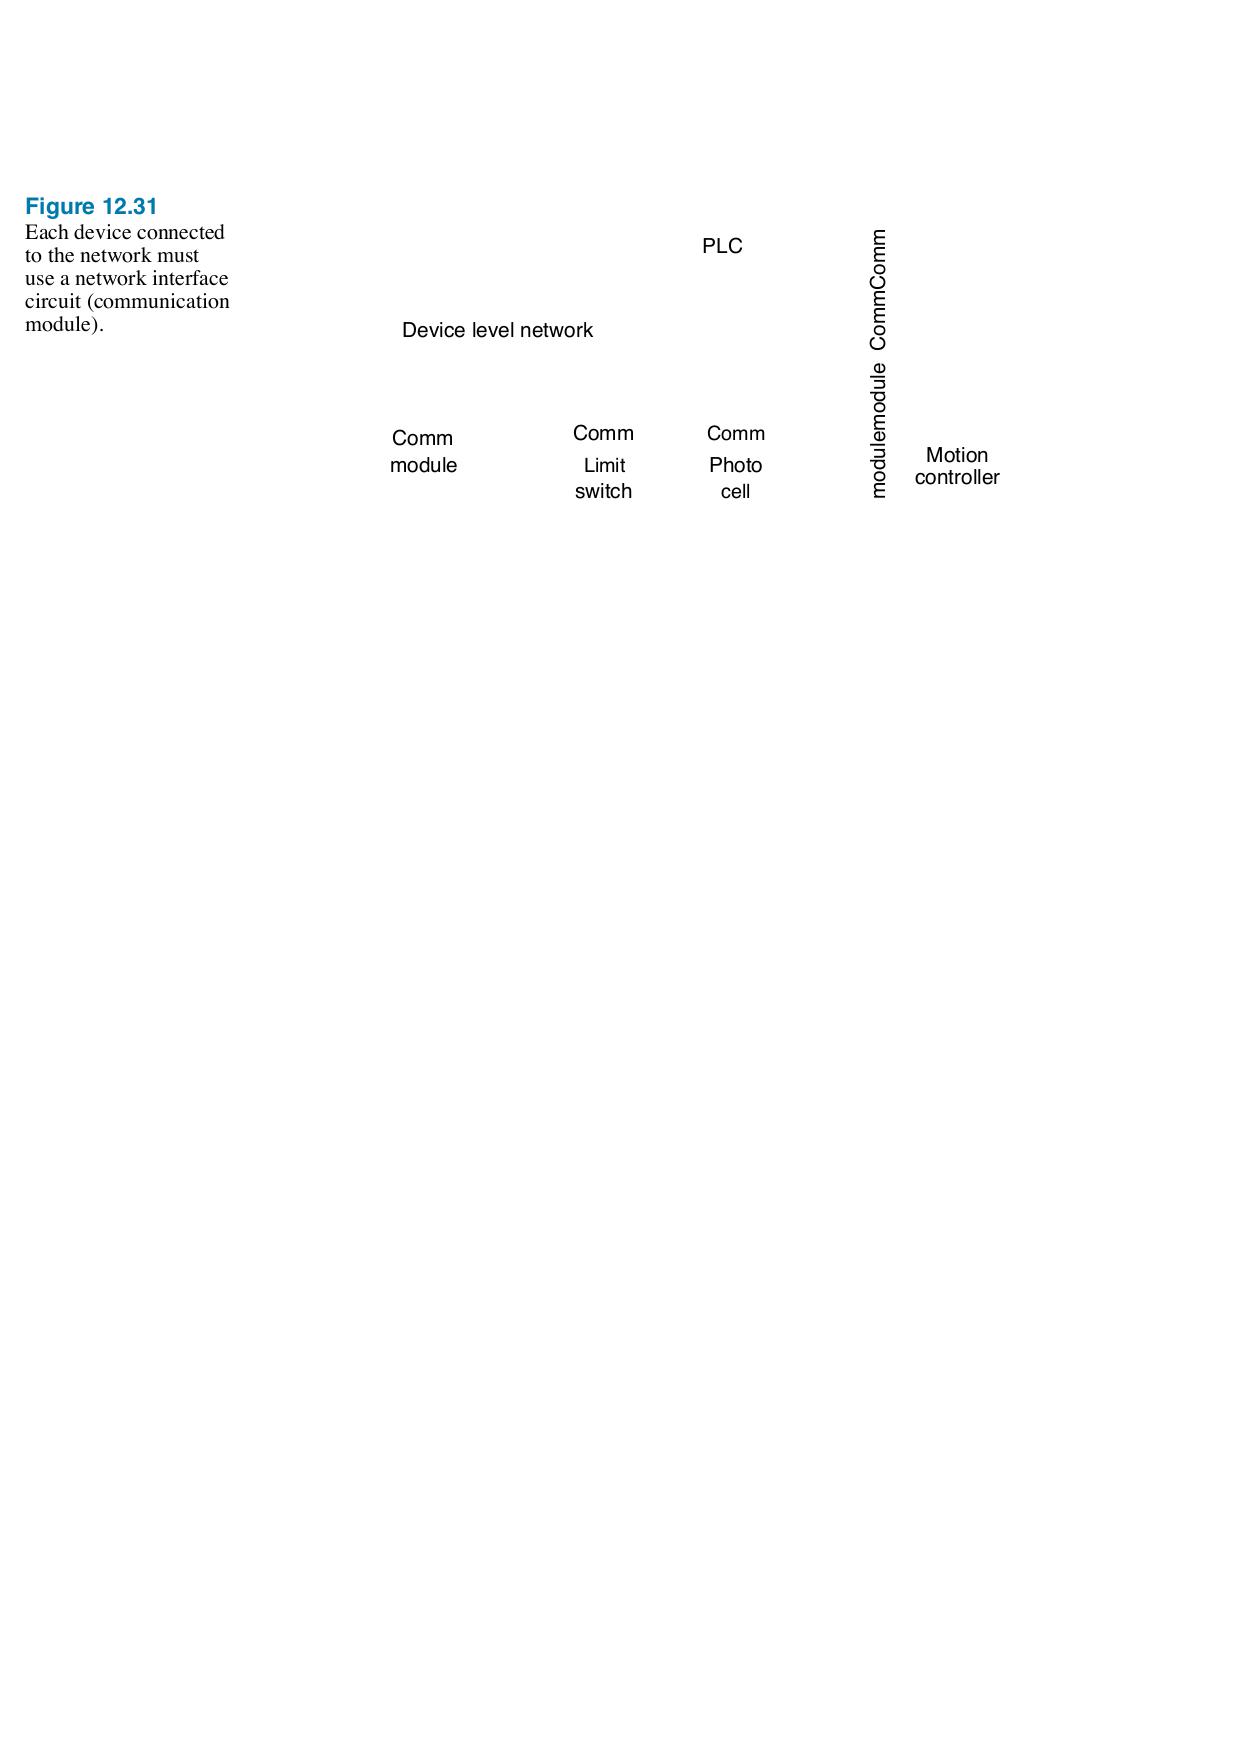 Figure 12.31
Each device connected
to the network must
use a network interface
circuit (communication
module).
PLC
Device level network
Comm
module
Comm
Limit
switch
Comm
Photo
cell
modulemodule CommComm
Motion
controller